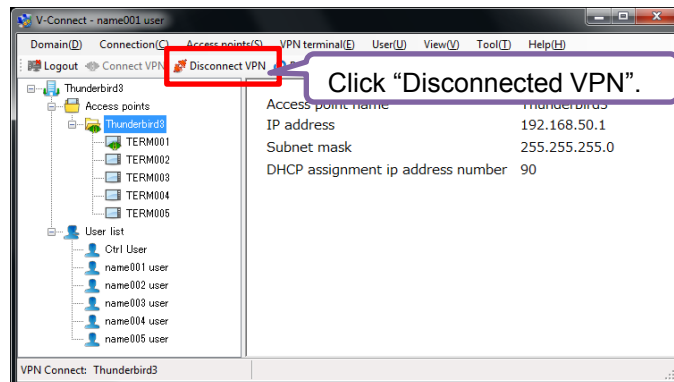 V-Connect - name001 user
Domain(D) Connection(C) Access points(S) VPN terminal(E) User(U) View(V) Tool(T) Help(H)
Logout Connect VPN Disconnect VPN
Click “Disconnected VPN”.
Thunderbird3
Access points
Thunderbird3
TERM001
TERM002
TERM003
TERM004
TERM005
User list
Ctrl User
name001 user
name002 user
name003 user
name004 user
name005 user
Access point name Thunderbird3
IP address 192.168.50.1
Subnet mask 255.255.255.0
DHCP assignment ip address number 90
VPN Connect: Thunderbird3